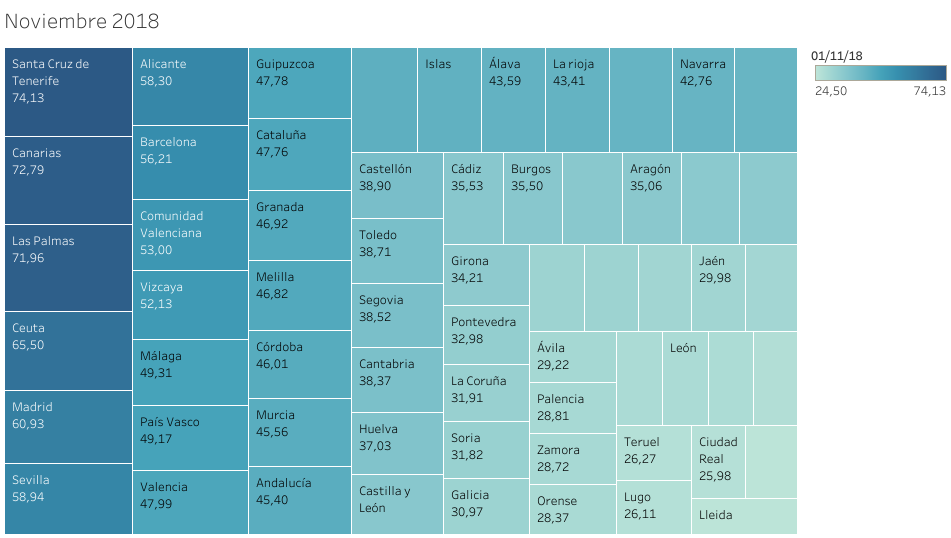 Noviembre 2018
Santa Cruz de
Tenerife
74,13
Canarias
72,79
Las Palmas
71,96
Ceuta
65,50
Madrid
60,93
Sevilla
58,94
Alicante
58,30
Barcelona
56,21
Comunidad
Valenciana
53,00
Vizcaya
52,13
Málaga
49,31
País Vasco
49,17
Valencia
47,99
Guipuzcoa
47,78
Cataluña
47,76
Granada
46,92
Melilla
46,82
Córdoba
46,01
Murcia
45,56
Andalucía
45,40
Islas
Álava
43,59
La rioja
43,41
Navarra
42,76
Castellón
38,90
Toledo
38,71
Segovia
38,52
Cantabria
38,37
Huelva
37,03
Castilla y
León
Cádiz
35,53
Burgos
35,50
Aragón
35,06
Girona
34,21
Pontevedra
32,98
La Coruña
31,91
Soria
31,82
Galicia
30,97
Jaén
29,98
Ávila
29,22
Palencia
28,81
Zamora
28,72
Orense
28,37
León
Teruel
26,27
Lugo
26,11
Ciudad
Real
25,98
Lleida
01/11/18
24,50 74,13